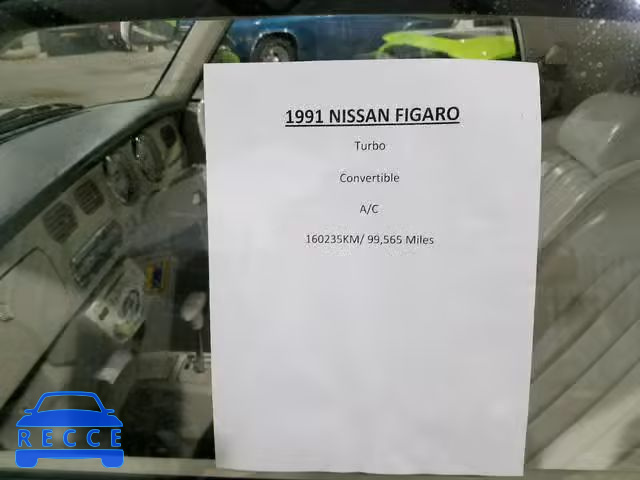 1991 NISSAN FIGARO
Turbo
Convertible
A/C
160235KM/ 99,565 Miles
RECCE